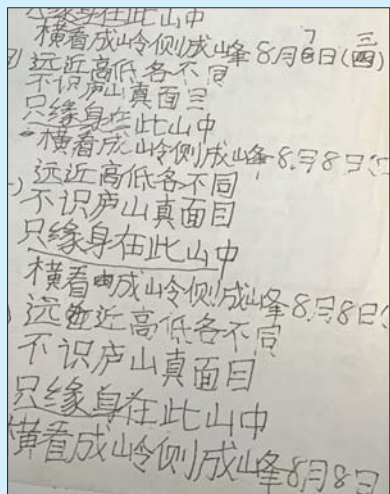 只缘身在此山中
横看成岭侧成峰8月7日(三)
远近高低各不同
不识庐山真面目
只缘身在此山中
横看成岭侧成峰8月8日
远近高低各不同
不识庐山真面目
只缘身在此山中
横看成岭侧成峰8月8日
远近高低各不同
不识庐山真面目
只缘身在此山中
横看成岭侧成峰8月8日